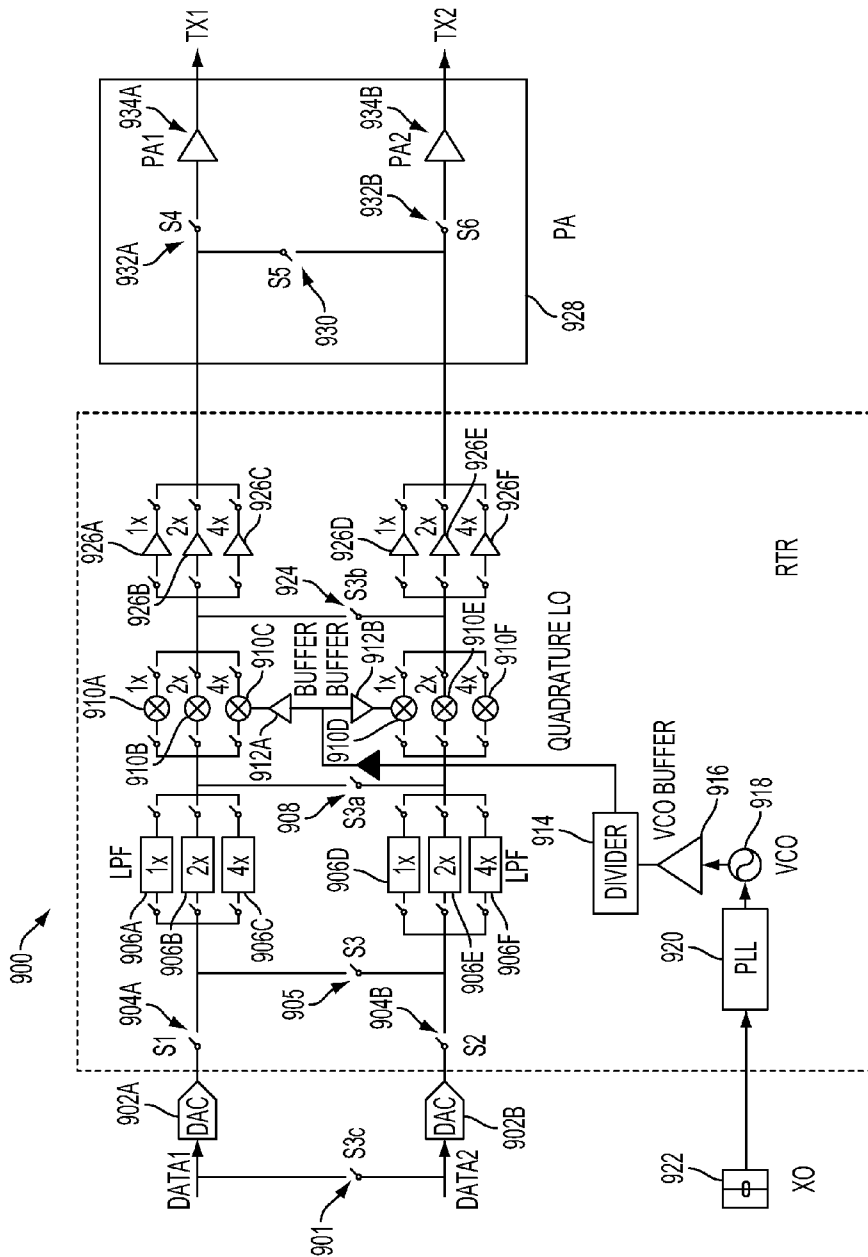 900
DATA1
DATA2
901
S3c
902A
DAC
902B
DAC
904A
S1
905
S3
904B
S2
LPF
906A
1x
906B
2x
906C
4x
906D
1x
906E
2x
906F
4x
LPF
908
S3a
910A
1x
910B
2x
910C
4x
912A
BUFFER
BUFFER
912B
910D
1x
2x
910E
4x
910F
924
S3b
926A
1x
926B
2x
926C
4x
926D
1x
2x
926E
4x
926F
QUADRATURE LO
914
DIVIDER
VCO BUFFER
916
918
VCO
920
PLL
922
XO
RTR
932A
S4
PA1
934A
TX1
S5
930
932B
S6
PA2
934B
TX2
PA
928